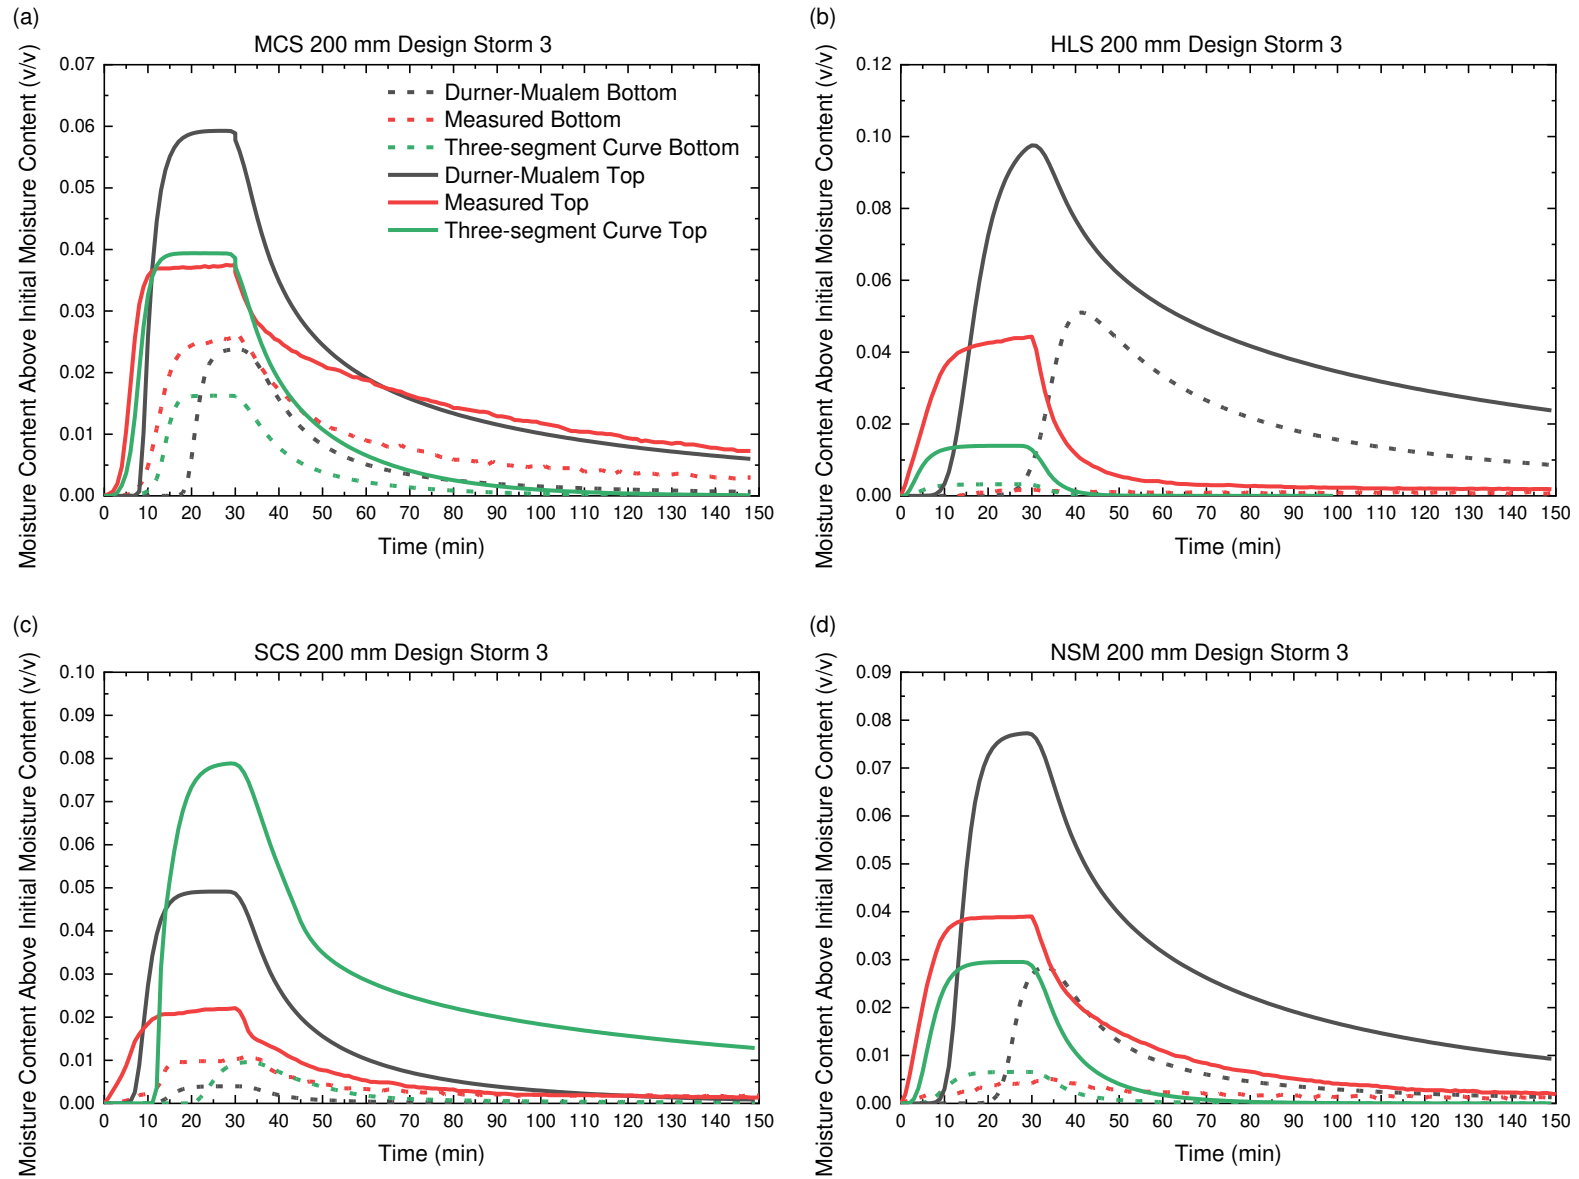 (a)
MCS 200 mm Design Storm 3
Moisture Content Above Initial Moisture Content (v/v)
0.07
0.06
0.05
0.04
0.03
0.02
0.01
0.00
Durner-Mualem Bottom
Measured Bottom
Three-segment Curve Bottom
Durner-Mualem Top
Measured Top
Three-segment Curve Top
0 10 20 30 40 50 60 70 80 90 100 110 120 130 140 150
Time (min)
(b)
HLS 200 mm Design Storm 3
Moisture Content Above Initial Moisture Content (v/v)
0.12
0.10
0.08
0.06
0.04
0.02
0.00
0 10 20 30 40 50 60 70 80 90 100 110 120 130 140 150
Time (min)
(c)
SCS 200 mm Design Storm 3
Moisture Content Above Initial Moisture Content (v/v)
0.10
0.09
0.08
0.07
0.06
0.05
0.04
0.03
0.02
0.01
0.00
0 10 20 30 40 50 60 70 80 90 100 110 120 130 140 150
Time (min)
(d)
NSM 200 mm Design Storm 3
Moisture Content Above Initial Moisture Content (v/v)
0.09
0.08
0.07
0.06
0.05
0.04
0.03
0.02
0.01
0.00
0 10 20 30 40 50 60 70 80 90 100 110 120 130 140 150
Time (min)